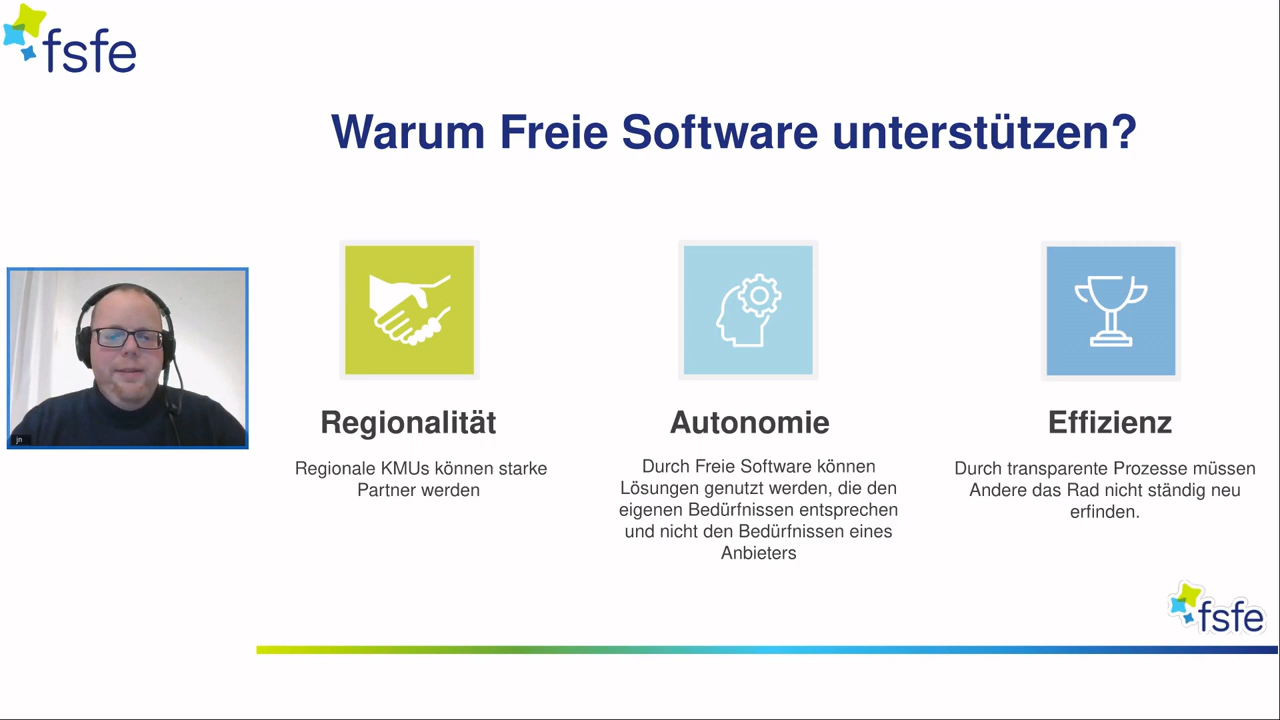 fsfe
Warum Freie Software unterstützen?
Regionalität
Regionale KMUs können starke
Partner werden
Autonomie
Durch Freie Software können
Lösungen genutzt werden, die den
eigenen Bedürfnissen entsprechen
und nicht den Bedürfnissen eines
Anbieters
Effizienz
Durch transparente Prozesse müssen
Andere das Rad nicht ständig neu
erfinden.
jn
fsfe